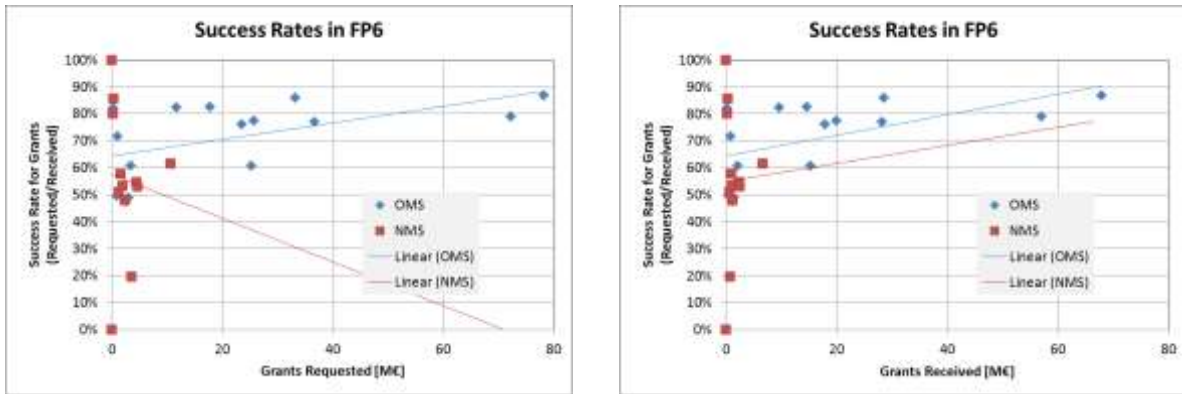 Success Rates in FP6
Success Rate for Grants
(Requested/Received)
100%
90%
80%
70%
60%
50%
40%
30%
20%
10%
0%
OMS
NMS
Linear (OMS)
Linear (NMS)
0 20 40 60 80
Grants Requested [M€]
Success Rates in FP6
Success Rate for Grants
(Requested/Received)
100%
90%
80%
70%
60%
50%
40%
30%
20%
10%
0%
OMS
NMS
Linear (OMS)
Linear (NMS)
0 20 40 60 80
Grants Received [M€]